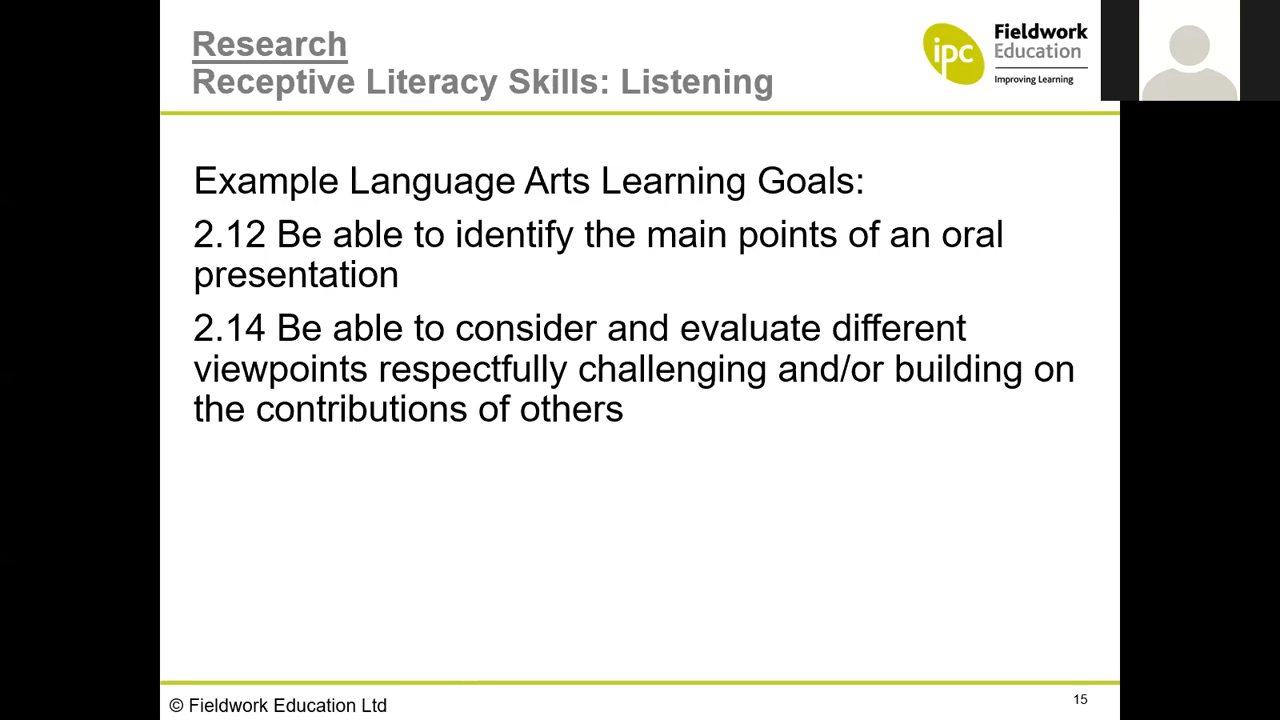 Research
Receptive Literacy Skills: Listening
ipc
Fieldwork
Education
Improving Learning
Example Language Arts Learning Goals:
2.12 Be able to identify the main points of an oral
presentation
2.14 Be able to consider and evaluate different
viewpoints respectfully challenging and/or building on
the contributions of others
© Fieldwork Education Ltd
15